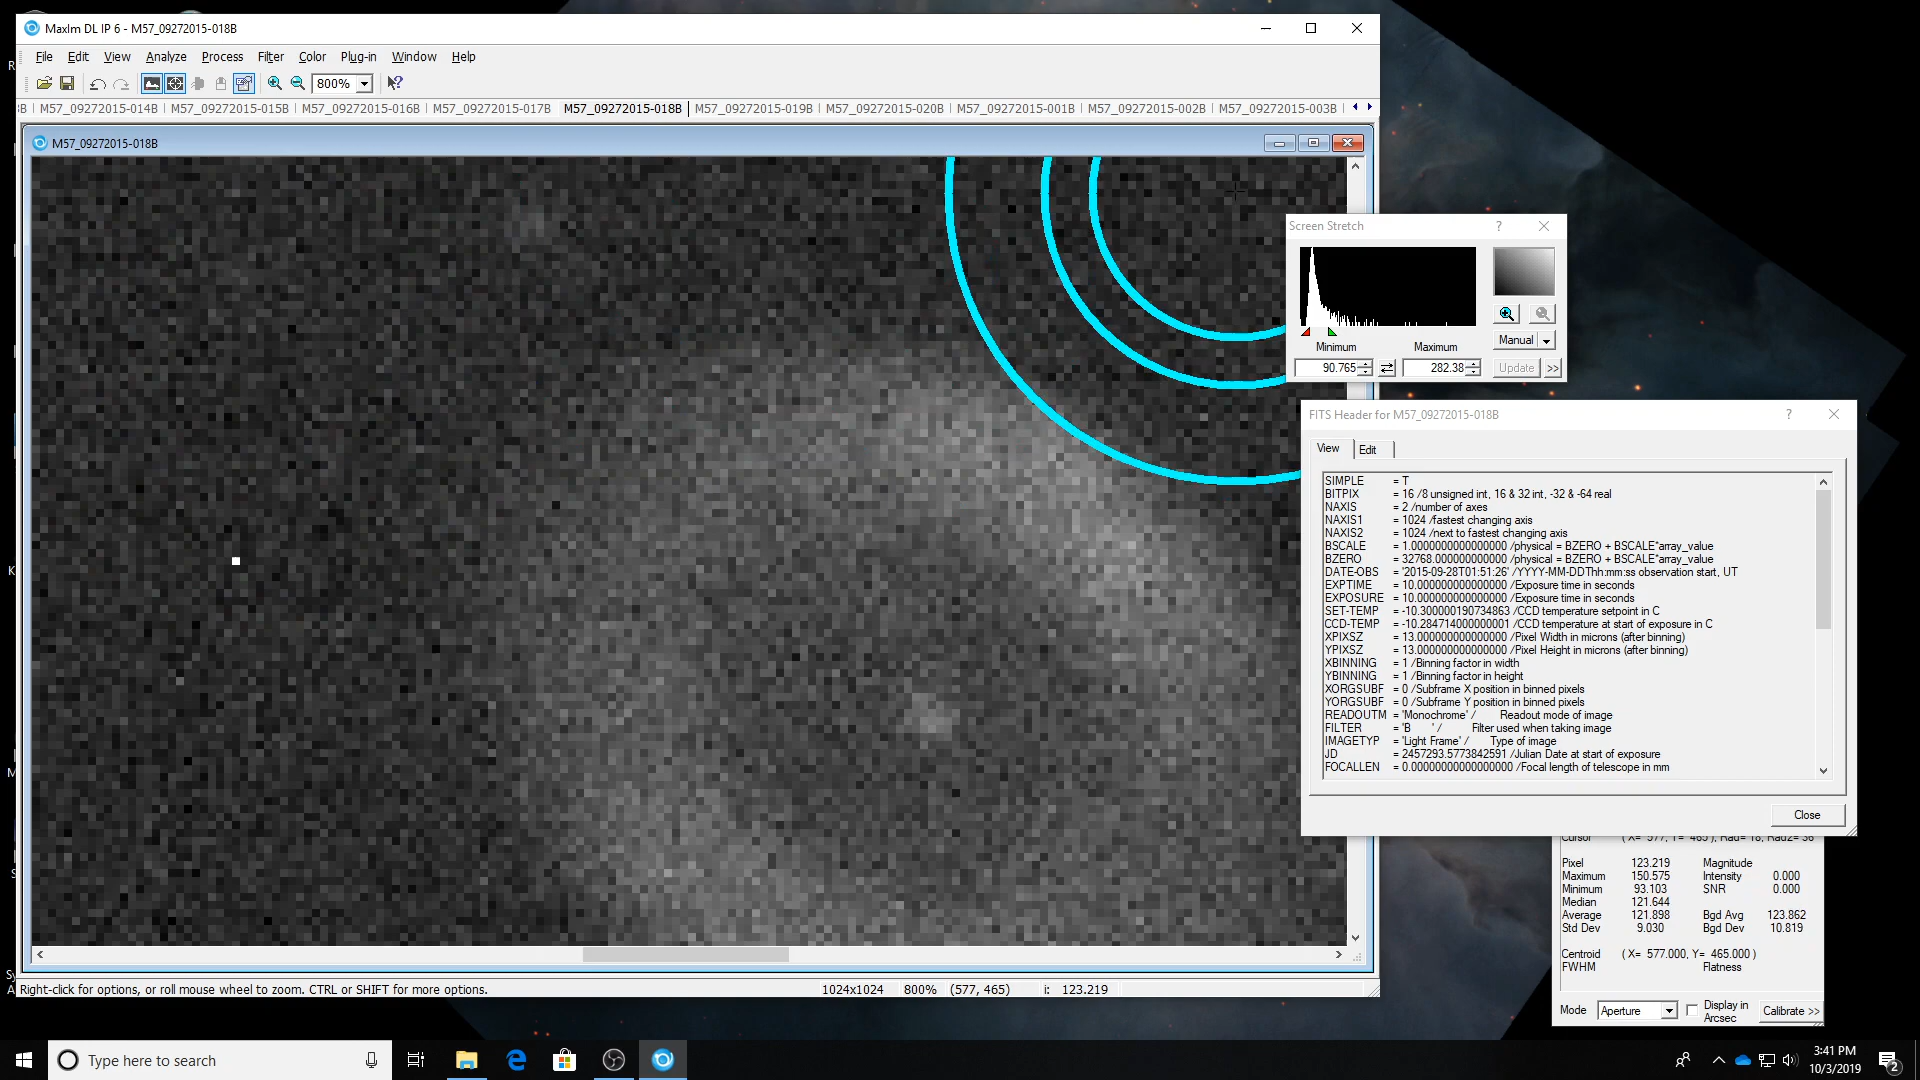 MaxIm DL IP 6 - M57_09272015-018B
File Edit View Analyze Process Filter Color Plug-in Window Help
800%
M57_09272015-014B M57_09272015-015B M57_09272015-016B M57_09272015-017B M57_09272015-018B M57_09272015-019B M57_09272015-020B M57_09272015-001B M57_09272015-002B M57_09272015-003B
M57_09272015-018B
Screen Stretch ?
Manual
Minimum Maximum
90.765 282.38 Update >>
FITS Header for M57_09272015-018B ?
View Edit
SIMPLE = T
BITPIX = 16 /8 unsigned int, 16 & 32 int, -32 & -64 real
NAXIS = 2 /number of axes
NAXIS1 = 1024 /fastest changing axis
NAXIS2 = 1024 /next to fastest changing axis
BSCALE = 1.0000000000000000 /physical = BZERO + BSCALE*array_value
BZERO = 32768.000000000000 /physical = BZERO + BSCALE*array_value
DATE-OBS = '2015-09-28T01:51:26' /YYYY-MM-DDThh:mm:ss observation start, UT
EXPTIME = 10.000000000000000 /Exposure time in seconds
EXPOSURE = 10.000000000000000 /Exposure time in seconds
SET-TEMP = -10.300000190734863 /CCD temperature setpoint in C
CCD-TEMP = -10.284714000000001 /CCD temperature at start of exposure in C
XPIXSZ = 13.000000000000000 /Pixel Width in microns (after binning)
YPIXSZ = 13.000000000000000 /Pixel Height in microns (after binning)
XBINNING = 1 /Binning factor in width
YBINNING = 1 /Binning factor in height
XORGSUBF = 0 /Subframe X position in binned pixels
YORGSUBF = 0 /Subframe Y position in binned pixels
READOUTM = 'Monochrome' / Readout mode of image
FILTER = 'B ' / Filter used when taking image
IMAGETYP = 'Light Frame' / Type of image
JD = 2457293.5773842591 /Julian Date at start of exposure
FOCALLEN = 0.0000000000000000 /Focal length of telescope in mm
Close
Cursor ( X= 577, Y= 465 ), Rad= 18, Rad2= 36
Pixel 123.219 Magnitude
Maximum 150.575 Intensity 0.000
Minimum 93.103 SNR 0.000
Median 121.644
Average 121.898 Bgd Avg 123.862
Std Dev 9.030 Bgd Dev 10.819
Centroid ( X= 577.000, Y= 465.000 )
FWHM Flatness
Mode Aperture Display in Arcsec Calibrate >>
Right-click for options, or roll mouse wheel to zoom. CTRL or SHIFT for more options. 1024x1024 800% (577, 465) i: 123.219
Type here to search
3:41 PM
10/3/2019
2